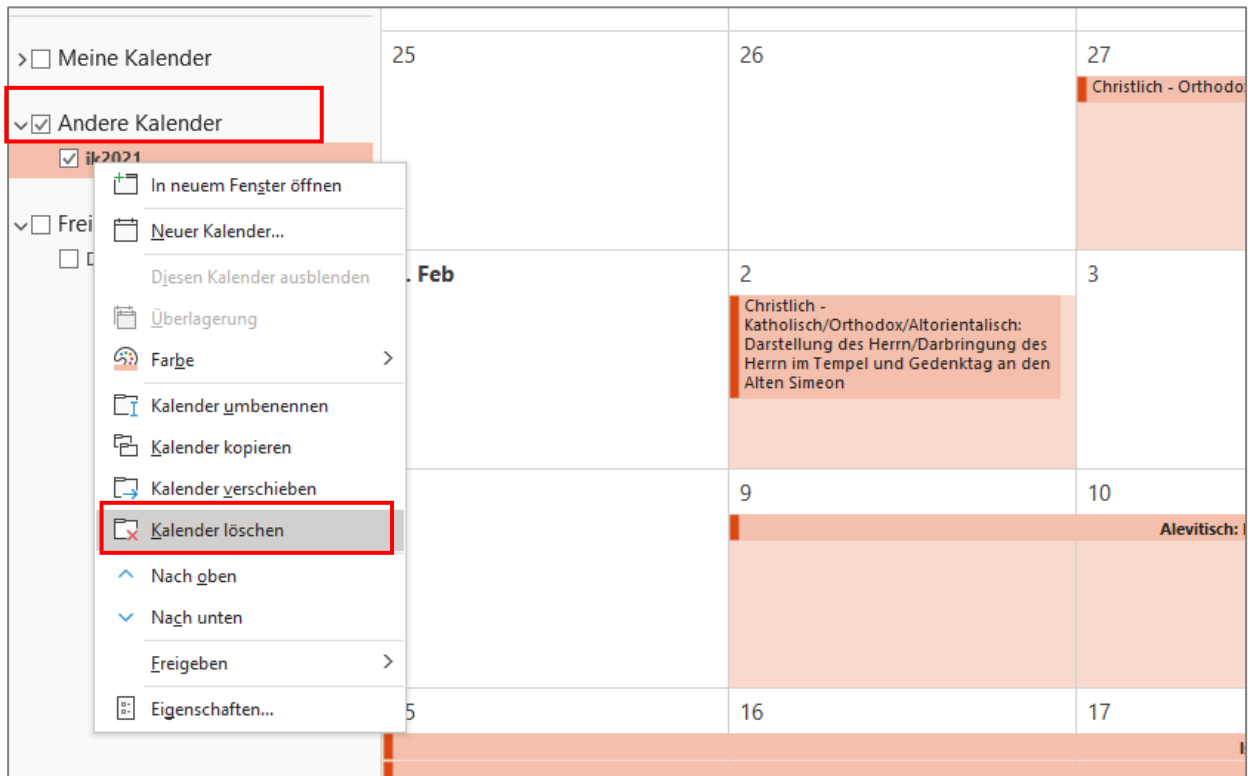 Meine Kalender
Andere Kalender
ik2021
Frei
In neuem Fenster öffnen
Neuer Kalender...
Diesen Kalender ausblenden
Überlagerung
Farbe
Kalender umbenennen
Kalender kopieren
Kalender verschieben
Kalender löschen
Nach oben
Nach unten
Freigeben
Eigenschaften...
25
26
27
Christlich - Orthodo
. Feb
2
3
Christlich -
Katholisch/Orthodox/Altorientalisch:
Darstellung des Herrn/Darbringung des
Herrn im Tempel und Gedenktag an den
Alten Simeon
9
10
Alevitisch:
5
16
17